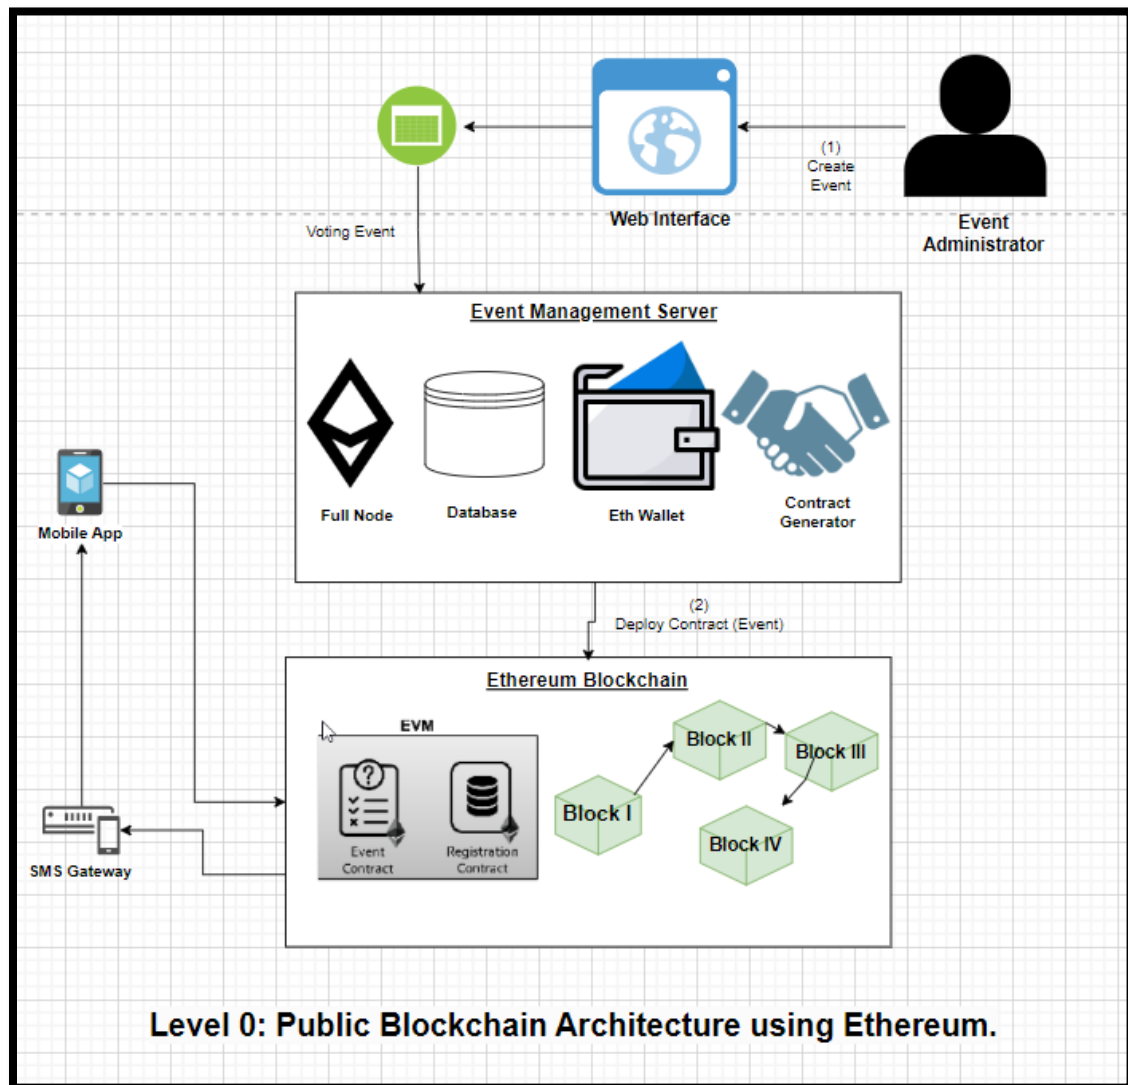 (1)
Create
Event
Web Interface
Event
Administrator
Voting Event
Event Management Server
Full Node
Database
Eth Wallet
Contract
Generator
Mobile App
(2)
Deploy Contract (Event)
Ethereum Blockchain
EVM
Event
Contract
Registration
Contract
Block I
Block II
Block III
Block IV
SMS Gateway
Level 0: Public Blockchain Architecture using Ethereum.